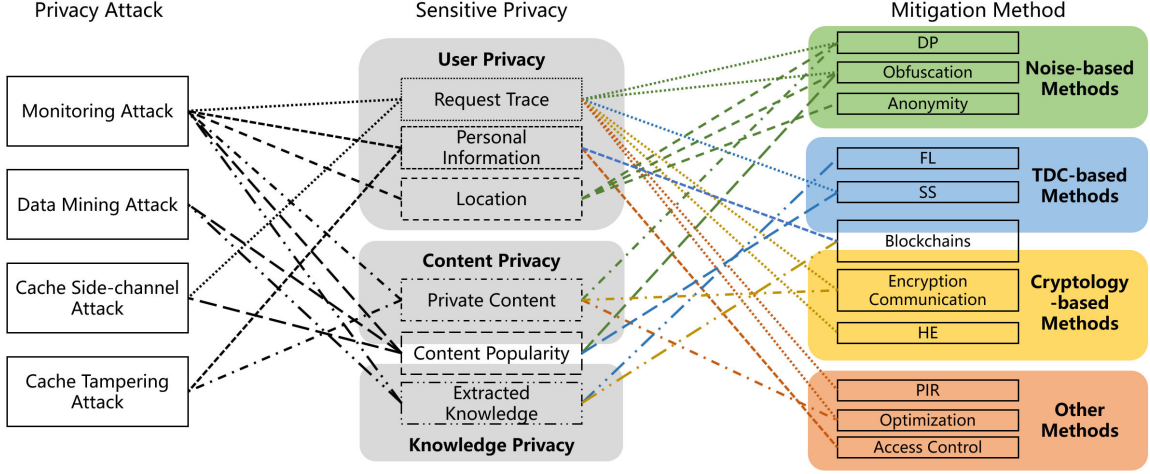 Privacy Attack
Sensitive Privacy
Mitigation Method
Monitoring Attack
Data Mining Attack
Cache Side-channel
Attack
Cache Tampering
Attack
User Privacy
Request Trace
Personal
Information
Location
Content Privacy
Private Content
Content Popularity
Extracted
Knowledge
Knowledge Privacy
DP
Obfuscation
Anonymity
Noise-based
Methods
FL
SS
TDC-based
Methods
Blockchains
Encryption
Communication
HE
Cryptology
-based
Methods
PIR
Optimization
Access Control
Other
Methods